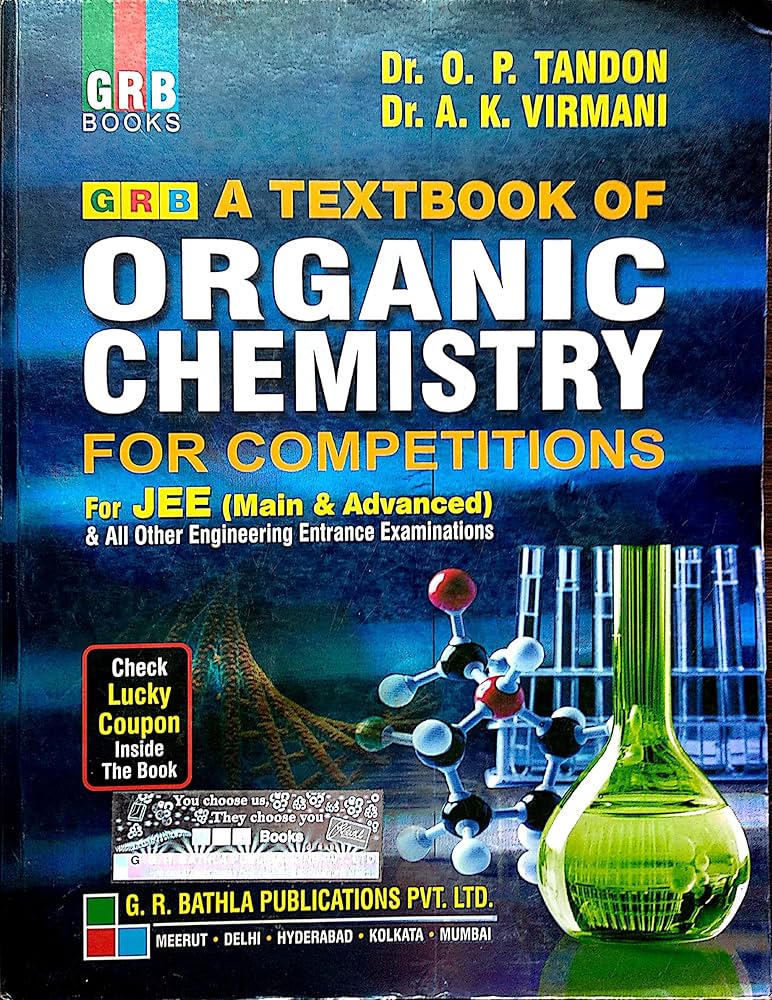 GRB
BOOKS
Dr. O. P. TANDON
Dr. A. K. VIRMANI
GRB A TEXTBOOK OF
ORGANIC
CHEMISTRY
FOR COMPETITIONS
For JEE (Main & Advanced)
& All Other Engineering Entrance Examinations
Check
Lucky
Coupon
Inside
The Book
You choose us,
They choose you
Books
G. R. BATHLA PUBLICATIONS PVT. LTD.
MEERUT • DELHI • HYDERABAD • KOLKATA • MUMBAI